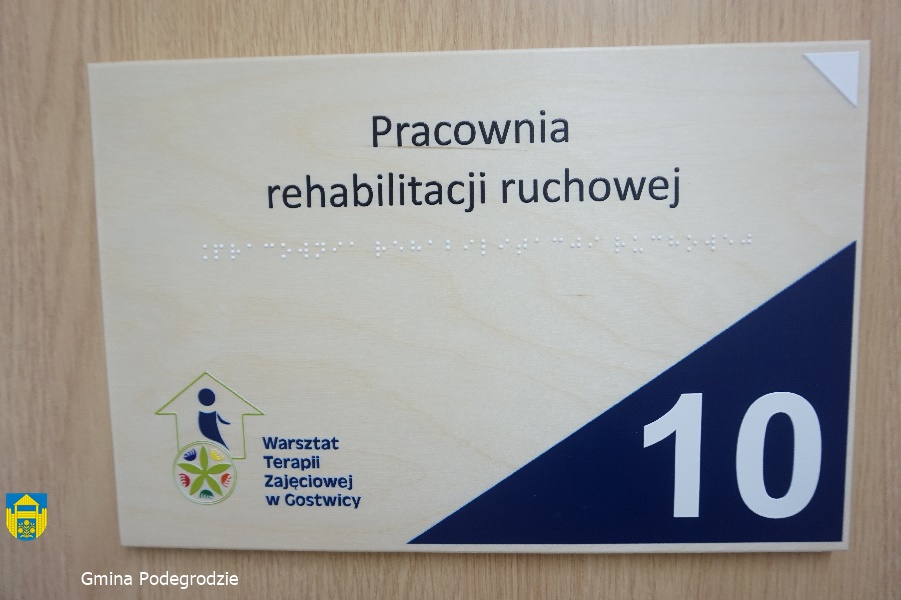 Pracownia
rehabilitacji ruchowej
Warsztat
Terapii
Zajęciowej
w Gostwicy
10
Gmina Podegrodzie